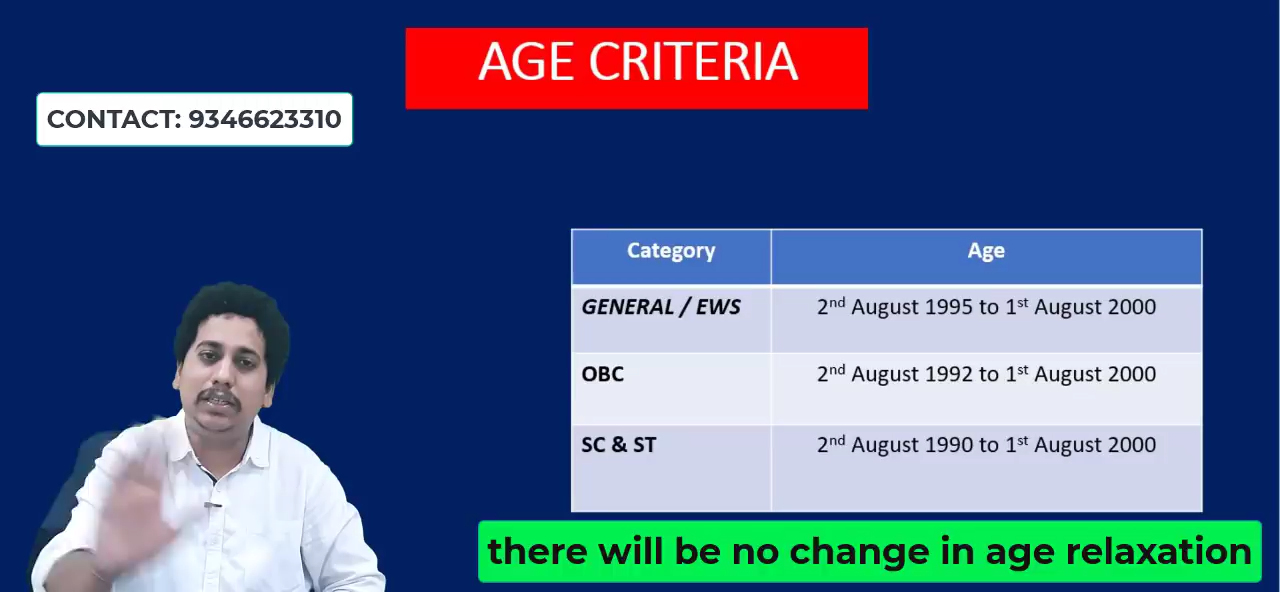 AGE CRITERIA
CONTACT: 9346623310
Category Age
GENERAL / EWS 2nd August 1995 to 1st August 2000
OBC 2nd August 1992 to 1st August 2000
SC & ST 2nd August 1990 to 1st August 2000
there will be no change in age relaxation